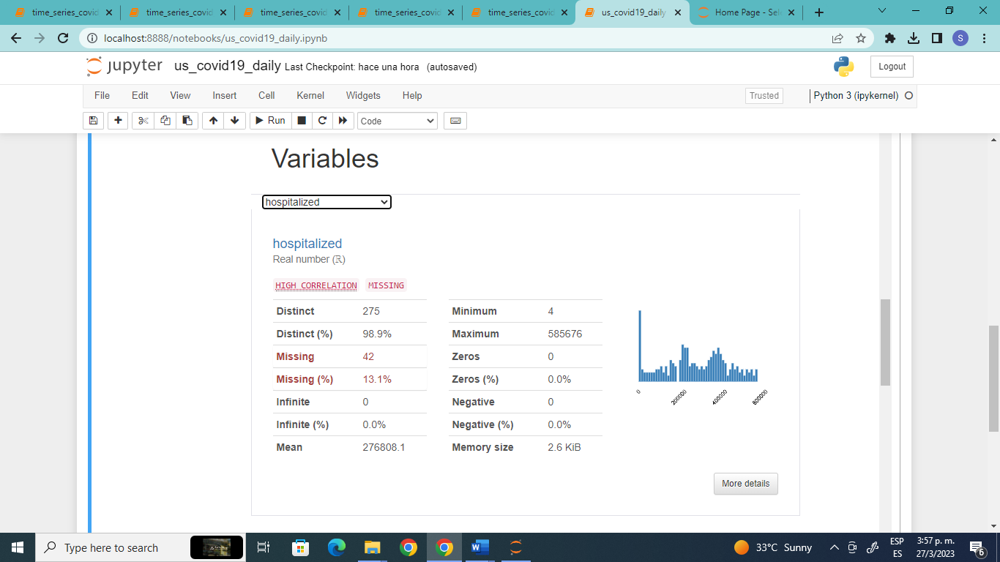 time_series_covid
time_series_covid
time_series_covid
time_series_covid
time_series_covid
us_covid19_daily
Home Page - Sele
localhost:8888/notebooks/us_covid19_daily.ipynb
S
jupyter us_covid19_daily Last Checkpoint: hace una hora (autosaved)
Logout
File Edit View Insert Cell Kernel Widgets Help
Trusted
Python 3 (ipykernel)
Run
Code
Variables
hospitalized
hospitalized
Real number (ℝ)
HIGH CORRELATION MISSING
Distinct 275
Distinct (%) 98.9%
Missing 42
Missing (%) 13.1%
Infinite 0
Infinite (%) 0.0%
Mean 276808.1
Minimum 4
Maximum 585676
Zeros 0
Zeros (%) 0.0%
Negative 0
Negative (%) 0.0%
Memory size 2.6 KiB
0 200000 400000 600000
More details
Type here to search
33°C Sunny
ESP
ES
3:57 p. m.
27/3/2023
6